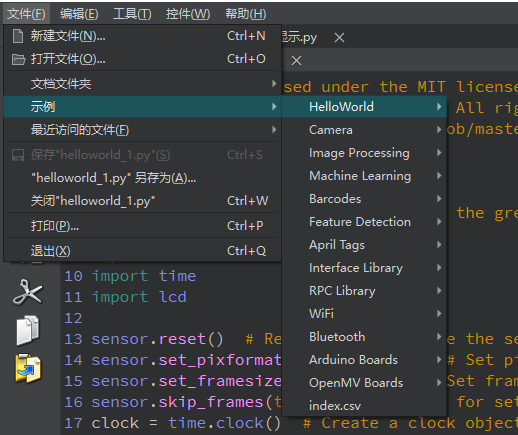 文件(F) 编辑(E) 工具(T) 控件(W) 帮助(H)
新建文件(N)... Ctrl+N
示.py
打开文件(O)... Ctrl+O
文档文件夹
sed under the MIT license
示例
HelloWorld
All rig
最近访问的文件(F)
Camera
ob/maste
保存"helloworld_1.py"(S) Ctrl+S
Image Processing
"helloworld_1.py" 另存为(A)...
Machine Learning
关闭"helloworld_1.py" Ctrl+W
Barcodes
打印(P)... Ctrl+P
Feature Detection
the gre
退出(X) Ctrl+Q
April Tags
Interface Library
RPC Library
WiFi
Bluetooth
Arduino Boards
OpenMV Boards
index.csv
10 import time
11 import lcd
12
13 sensor.reset() # Re
e the se
14 sensor.set_pixformat
# Set pi
15 sensor.set_framesize
Set fram
16 sensor.skip_frames(t
for set
17 clock = time.clock() # Create a clock object